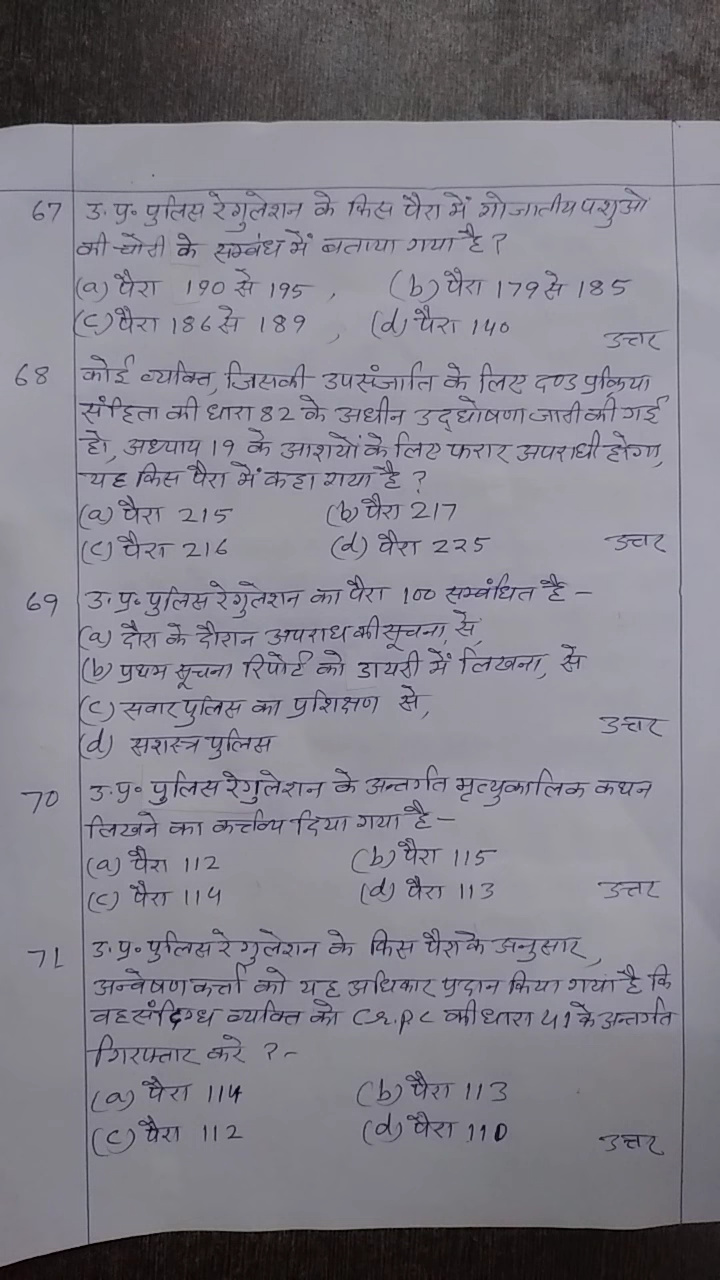 67 उ. प्र. पुलिस रेगुलेशन के किस पैरा में गोजातीय पशुओ
की चोरी के सम्बंध में बताया गया है ?
(a) पैरा 190 से 195 , (b) पैरा 179 से 185
(c) पैरा 186 से 189 , (d) पैरा 140 उत्तर
68 कोई व्यक्ति, जिसकी उपसंजाति के लिए दण्ड प्रक्रिया
संहिता की धारा 82 के अधीन उद्घोषणा जारी की गई
हो, अध्याय 19 के आशयों के लिए फरार अपराधी होगा,
यह किस पैरा में कहा गया है ?
(a) पैरा 215 (b) पैरा 217
(c) पैरा 216 (d) पैरा 225 उत्तर
69 उ. प्र. पुलिस रेगुलेशन का पैरा 100 सम्बंधित है –
(a) दौरा के दौरान अपराध की सूचना, से,
(b) प्रथम सूचना रिपोर्ट को डायरी में लिखना, से
(c) सवार पुलिस का प्रशिक्षण से, उत्तर
(d) सशस्त्र पुलिस
70 उ. प्र. पुलिस रेगुलेशन के अन्तर्गत मृत्युकालिक कथन
लिखने का कर्त्तव्य दिया गया है –
(a) पैरा 112 (b) पैरा 115
(c) पैरा 114 (d) पैरा 113 उत्तर
71 उ. प्र. पुलिस रेगुलेशन के किस पैरा के अनुसार,
अन्वेषणकर्त्ता को यह अधिकार प्रदान किया गया है कि
वह संदिग्ध व्यक्ति को Cr.P.C की धारा 41 के अन्तर्गत
गिरफ्तार करे ? -
(a) पैरा 114 (b) पैरा 113
(c) पैरा 112 (d) पैरा 110 उत्तर